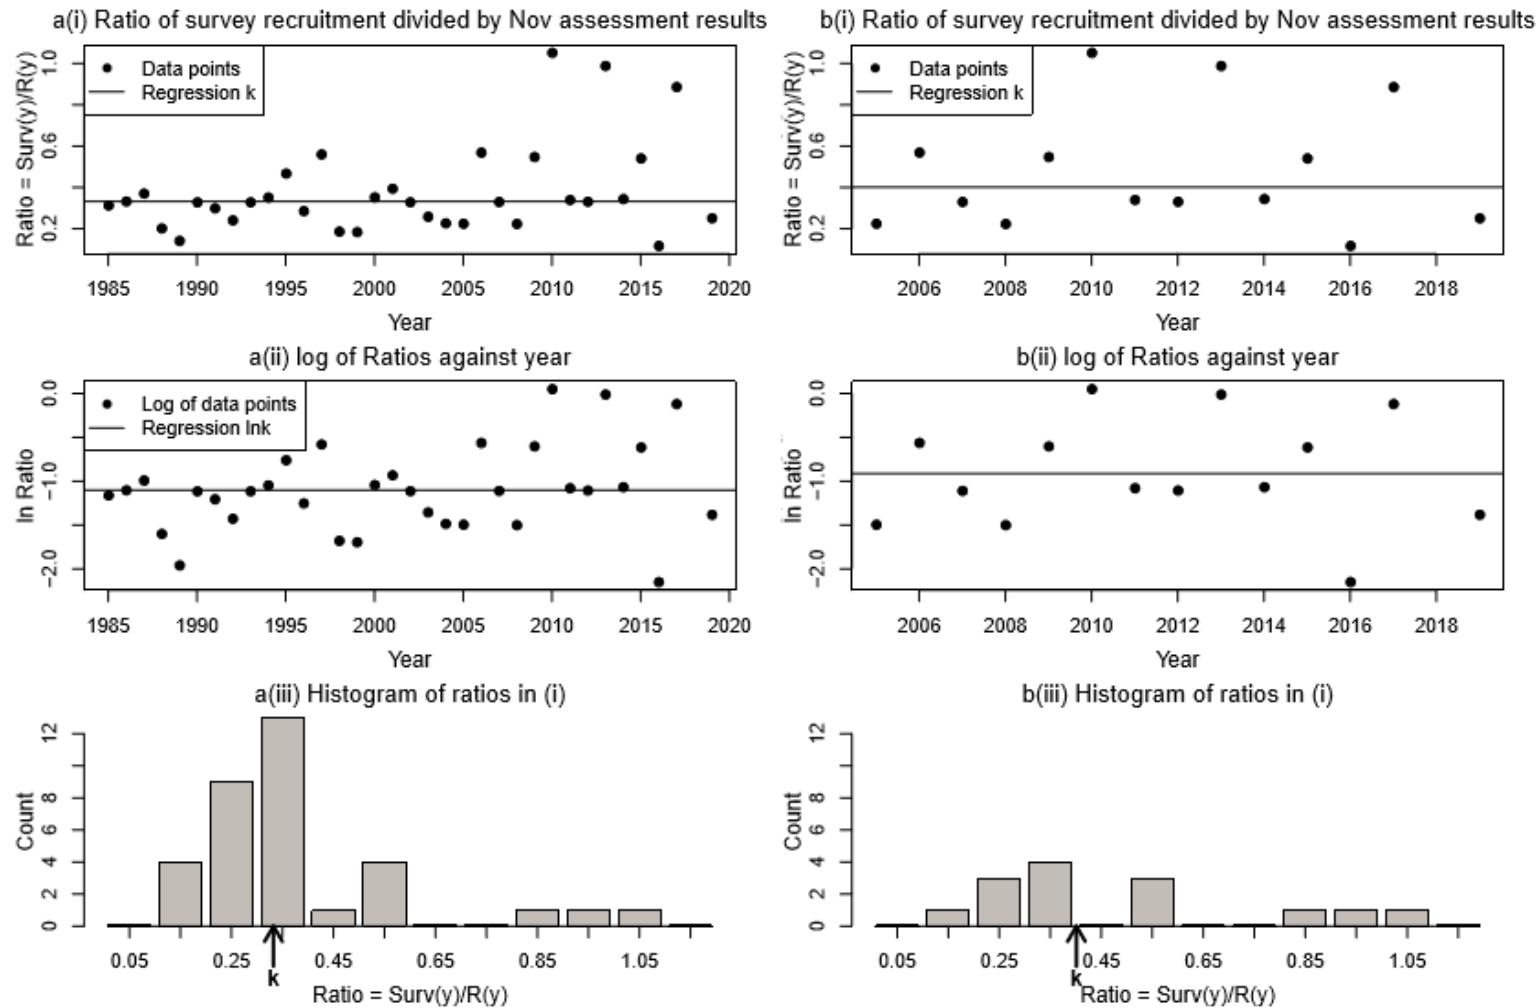 a(i) Ratio of survey recruitment divided by Nov assessment results
Ratio = Surv(y)/R(y)
1.0
0.6
0.2
Data points
Regression k
1985 1990 1995 2000 2005 2010 2015 2020
Year
b(i) Ratio of survey recruitment divided by Nov assessment results
Ratio = Surv(y)/R(y)
1.0
0.6
0.2
Data points
Regression k
2006 2008 2010 2012 2014 2016 2018
Year
a(ii) log of Ratios against year
ln Ratio
0.0
−1.0
−2.0
Log of data points
Regression lnk
1985 1990 1995 2000 2005 2010 2015 2020
Year
b(ii) log of Ratios against year
ln Ratio
0.0
−1.0
−2.0
2006 2008 2010 2012 2014 2016 2018
Year
a(iii) Histogram of ratios in (i)
Count
12
8
6
4
2
0
0.05 0.25 0.45 0.65 0.85 1.05
k
Ratio = Surv(y)/R(y)
b(iii) Histogram of ratios in (i)
Count
12
8
6
4
2
0
0.05 0.25 0.45 0.65 0.85 1.05
k
Ratio = Surv(y)/R(y)